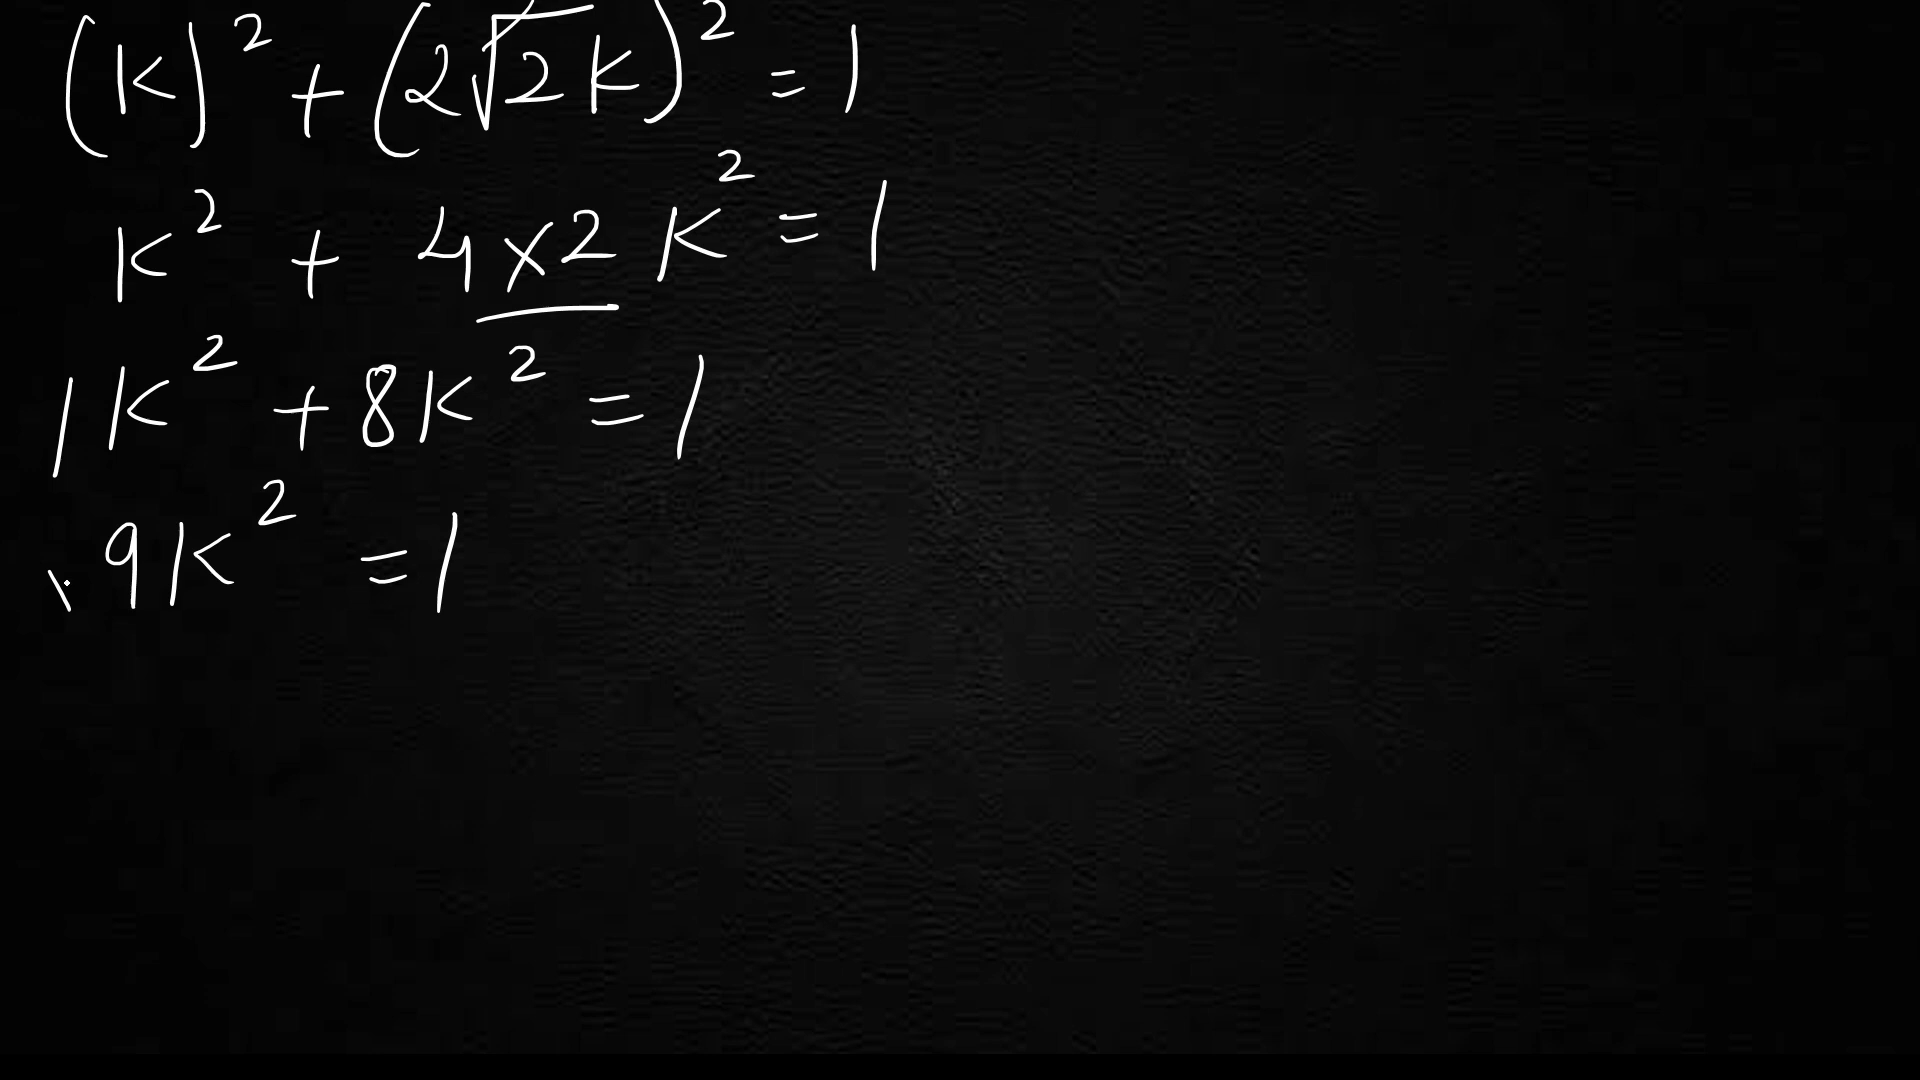 (K)² + (2√2K)² = 1
K² + 4×2 K² = 1
1K² + 8K² = 1
9K² = 1